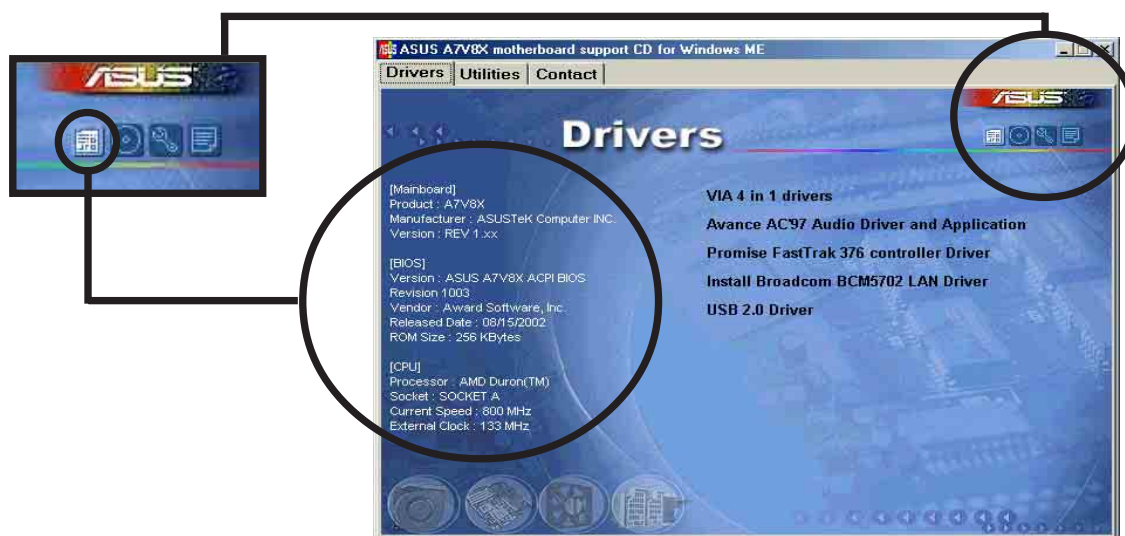 ASUS
ASUS A7V8X motherboard support CD for Windows ME
Drivers Utilities Contact
ASUS
Drivers
[Mainboard]
Product : A7V8X
Manufacturer : ASUSTeK Computer INC.
Version : REV 1.xx
[BIOS]
Version : ASUS A7V8X ACPI BIOS
Revision 1003
Vendor : Award Software, Inc.
Released Date : 08/15/2002
ROM Size : 256 KBytes
[CPU]
Processor : AMD Duron(TM)
Socket : SOCKET A
Current Speed : 800 MHz
External Clock : 133 MHz
VIA 4 in 1 drivers
Avance AC'97 Audio Driver and Application
Promise FastTrak 376 controller Driver
Install Broadcom BCM5702 LAN Driver
USB 2.0 Driver